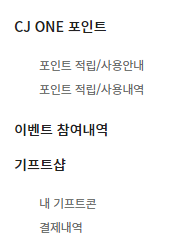 CJ ONE 포인트
포인트 적립/사용안내
포인트 적립/사용내역
이벤트 참여내역
기프트샵
내 기프트콘
결제내역